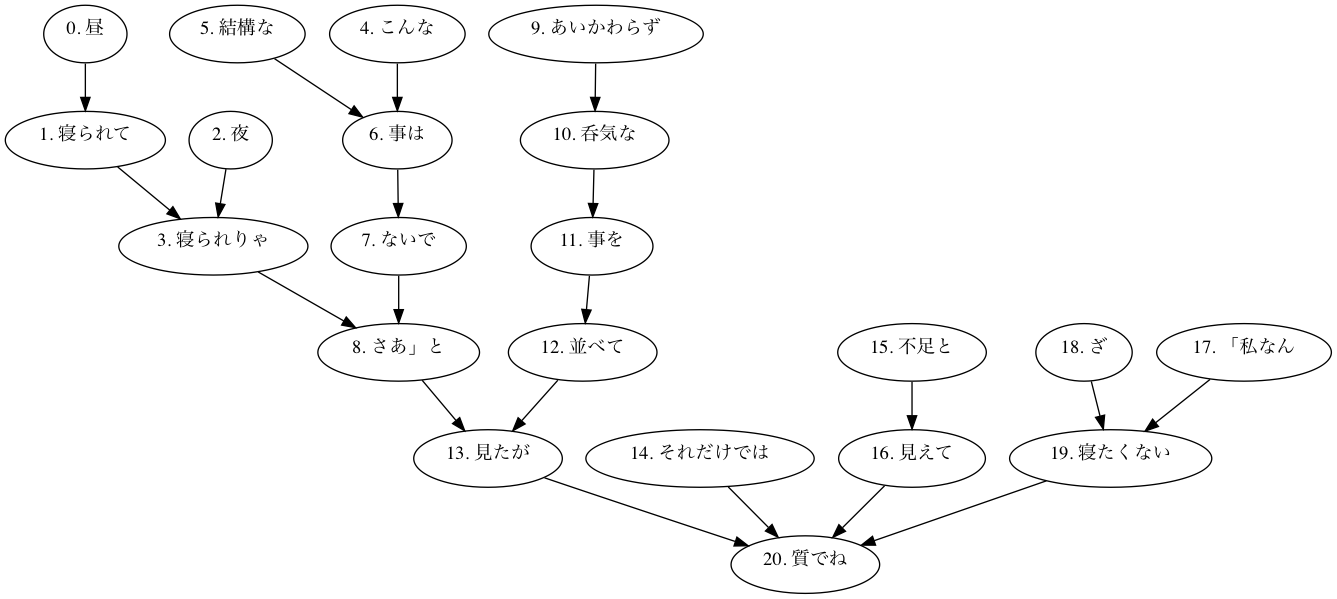 0. 昼
5. 結構な
4. こんな
9. あいかわらず
1. 寝られて
2. 夜
6. 事は
10. 呑気な
3. 寝られりゃ
7. ないで
11. 事を
8. さあ」と
12. 並べて
15. 不足と
18. ざ
17. 「私なん
13. 見たが
14. それだけでは
16. 見えて
19. 寝たくない
20. 質でね